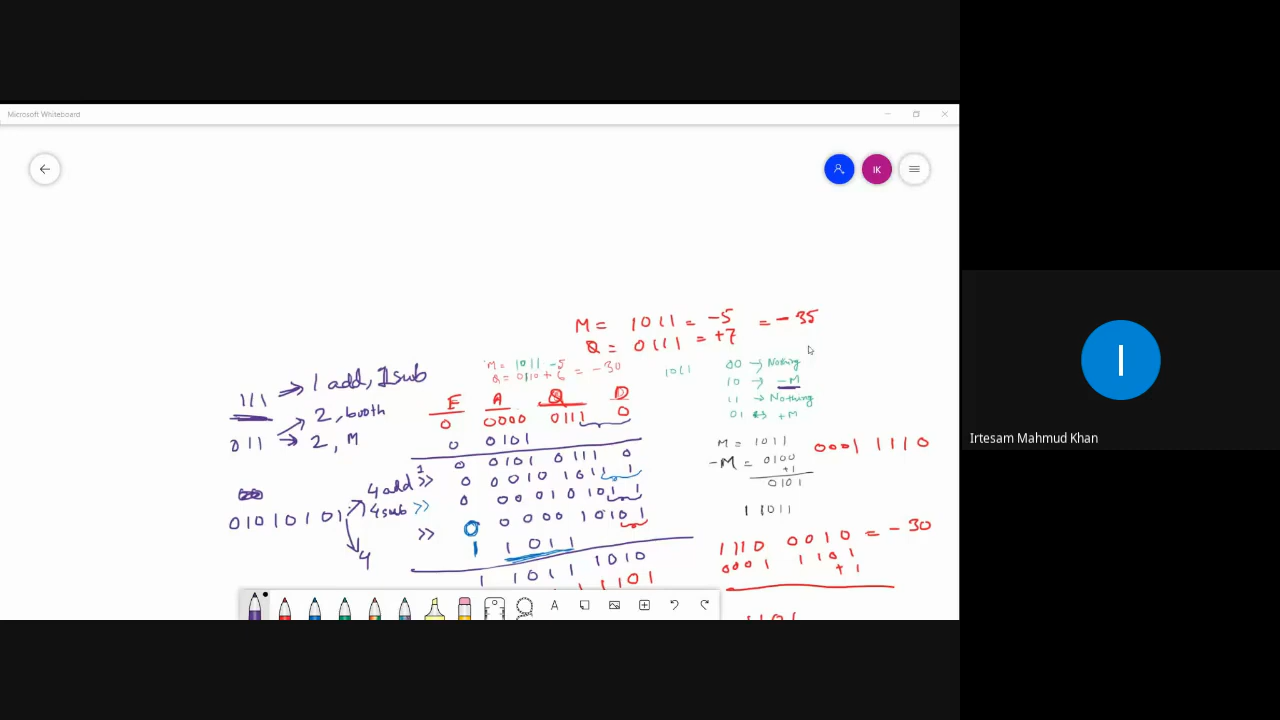 Microsoft Whiteboard
IK
M = 1011 = -5 = -35
Q = 0111 = +7
M = 1011 -5
Q = 0110 + 6 = -30
1011
00 → Nothing
10 → -M
11 → Nothing
01 ↔ +M
111 → 1 add, 1 sub
2, booth
011 → 2, M
E A Q D
0 0000 0111 0
0 0101
0 0101 0111 0
1 >> 0 0010 1011 1
>> 0 0001 0101 1
>> 0 0000 1010 1
1 1011
1 1011 1010
1101
4 add
4 sub
01010101
4
M = 1011
-M = 0100
+1
0101
0001 1110
11011
1110 0010 = -30
0001 1101
+1
1101
A
I
Irtesam Mahmud Khan